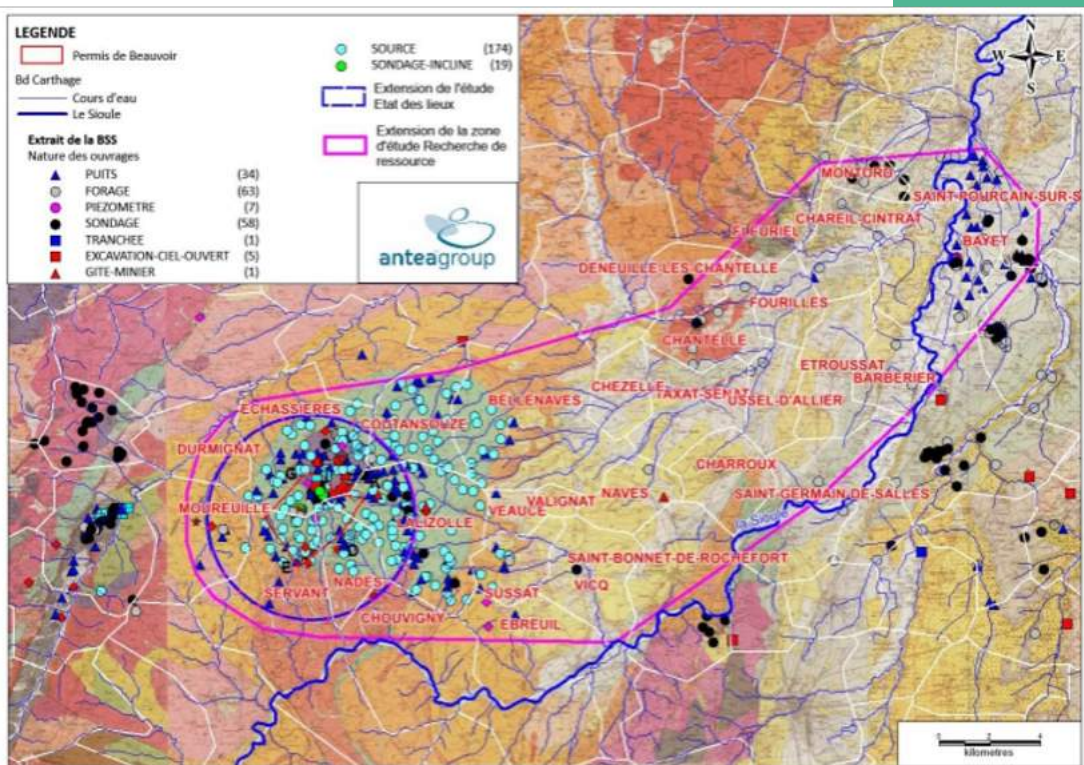 LEGENDE
Permis de Beauvoir
Bd Carthage
Cours d'eau
Le Sioule
Extrait de la BSS
Nature des ouvrages
PUITS (34)
FORAGE (63)
PIEZOMETRE (7)
SONDAGE (58)
TRANCHEE (1)
EXCAVATION-CIEL-OUVERT (5)
GITE-MINIER (1)
SOURCE (174)
SONDAGE-INCLINE (19)
Extension de l'étude
Etat des lieux
Extension de la zone
d'étude Recherche de
ressource
anteagroup
N
W E
S
MONTORD
SAINT-POURCAIN-SUR-S
CHAREIL-CINTRAT
FLEURIEL
BAYET
DENEUILLE-LES CHANTELLE
FOURILLES
CHANTELLE
ETROUSSAT
BARBERIER
CHEZELLE
TAXAT-SENAT
USSEL-D'ALLIER
BELLENAVES
ECHASSIERES
COUTANSOUZE
DURMIGNAT
CHARROUX
NAVES
VALIGNAT
SAINT-GERMAIN-DE-SALLES
MOUREUILLE
VEAUCE
LALIZOLLE
la Sioule
SAINT-BONNET-DE-ROCHEFORT
VICQ
NADES
SERVANT
SUSSAT
CHOUVIGNY
EBREUIL
0 2 4
kilometres